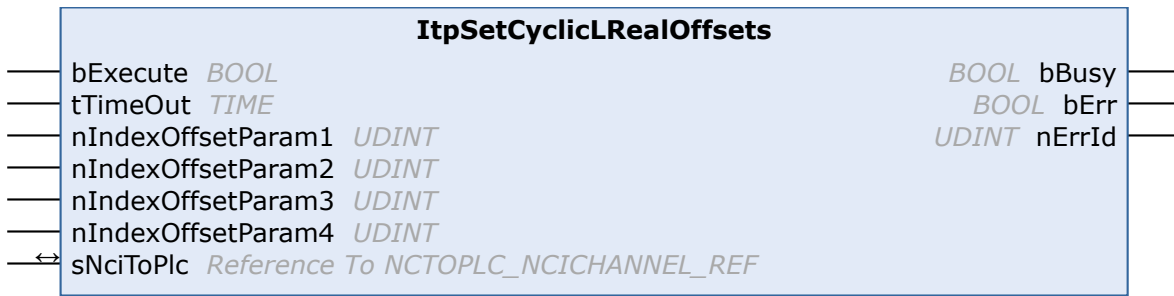 ItpSetCyclicLRealOffsets
bExecute BOOL BOOL bBusy
tTimeOut TIME BOOL bErr
nIndexOffsetParam1 UDINT UDINT nErrId
nIndexOffsetParam2 UDINT
nIndexOffsetParam3 UDINT
nIndexOffsetParam4 UDINT
↔ sNciToPlc Reference To NCTOPLC_NCICHANNEL_REF